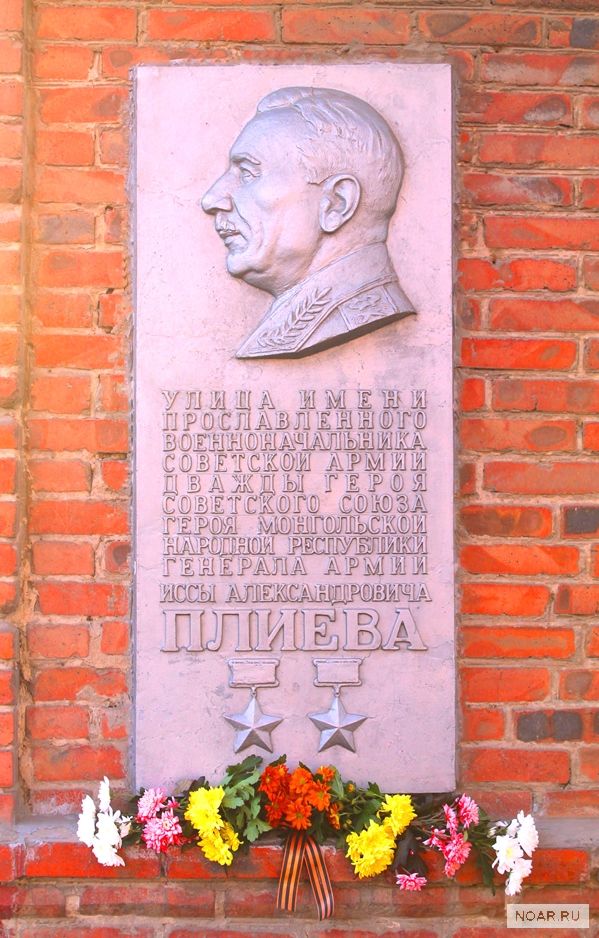 УЛИЦА ИМЕНИ
ПРОСЛАВЛЕННОГО
ВОЕННОНАЧАЛЬНИКА
СОВЕТСКОЙ АРМИИ
ДВАЖДЫ ГЕРОЯ
СОВЕТСКОГО СОЮЗА
ГЕРОЯ МОНГОЛЬСКОЙ
НАРОДНОЙ РЕСПУБЛИКИ
ГЕНЕРАЛА АРМИИ
ИССЫ АЛЕКСАНДРОВИЧА
ПЛИЕВА
NOAR.RU